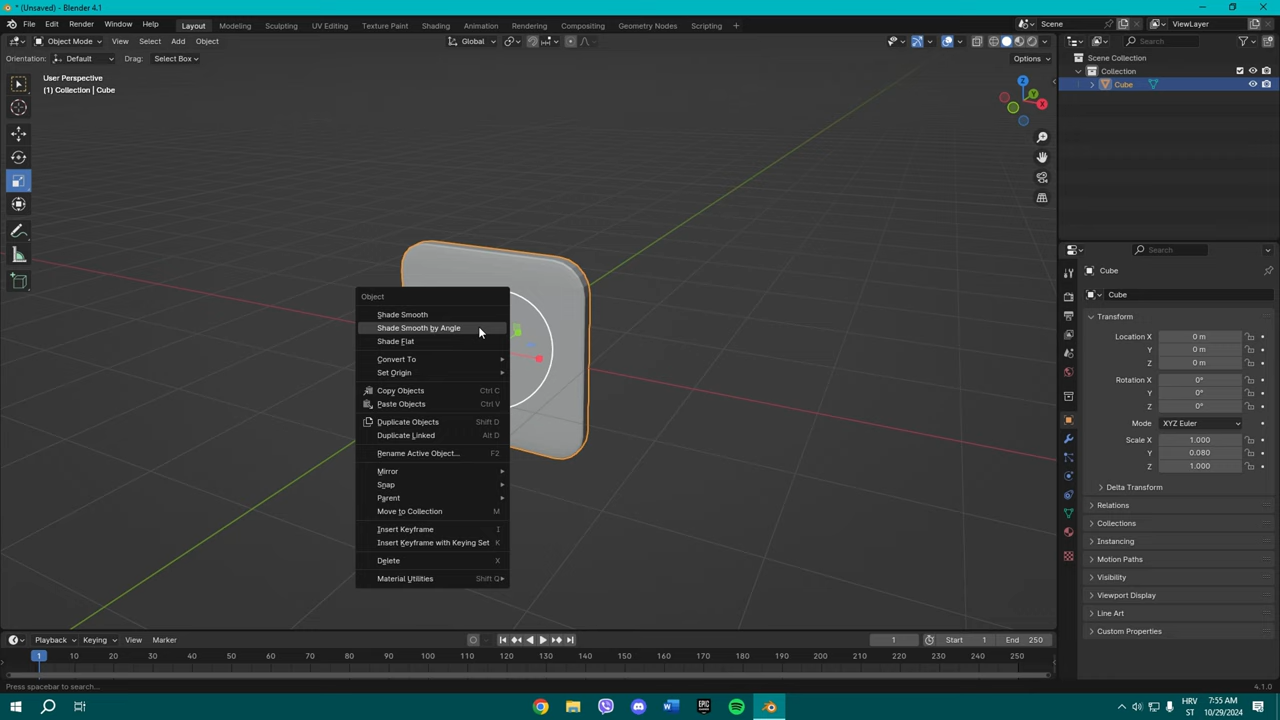 * (Unsaved) - Blender 4.1
File Edit Render Window Help
Layout Modeling Sculpting UV Editing Texture Paint Shading Animation Rendering Compositing Geometry Nodes Scripting +
Scene
ViewLayer
Object Mode View Select Add Object
Global
Orientation: Default Drag: Select Box
Options
User Perspective
(1) Collection | Cube
Z
Y
X
Search
Scene Collection
Collection
Cube
Search
Cube
Cube
Transform
Location X 0 m
Y 0 m
Z 0 m
Rotation X 0°
Y 0°
Z 0°
Mode XYZ Euler
Scale X 1.000
Y 0.080
Z 1.000
Delta Transform
Relations
Collections
Instancing
Motion Paths
Visibility
Viewport Display
Line Art
Custom Properties
Object
Shade Smooth
Shade Smooth by Angle
Shade Flat
Convert To
Set Origin
Copy Objects Ctrl C
Paste Objects Ctrl V
Duplicate Objects Shift D
Duplicate Linked Alt D
Rename Active Object... F2
Mirror
Snap
Parent
Move to Collection M
Insert Keyframe I
Insert Keyframe with Keying Set K
Delete X
Material Utilities Shift Q
Playback Keying View Marker
1 Start 1 End 250
1 10 20 30 40 50 60 70 80 90 100 110 120 130 140 150 160 170 180 190 200 210 220 230 240 250
Press spacebar to search...
4.1.0
HRV 7:55 AM
ST 10/29/2024